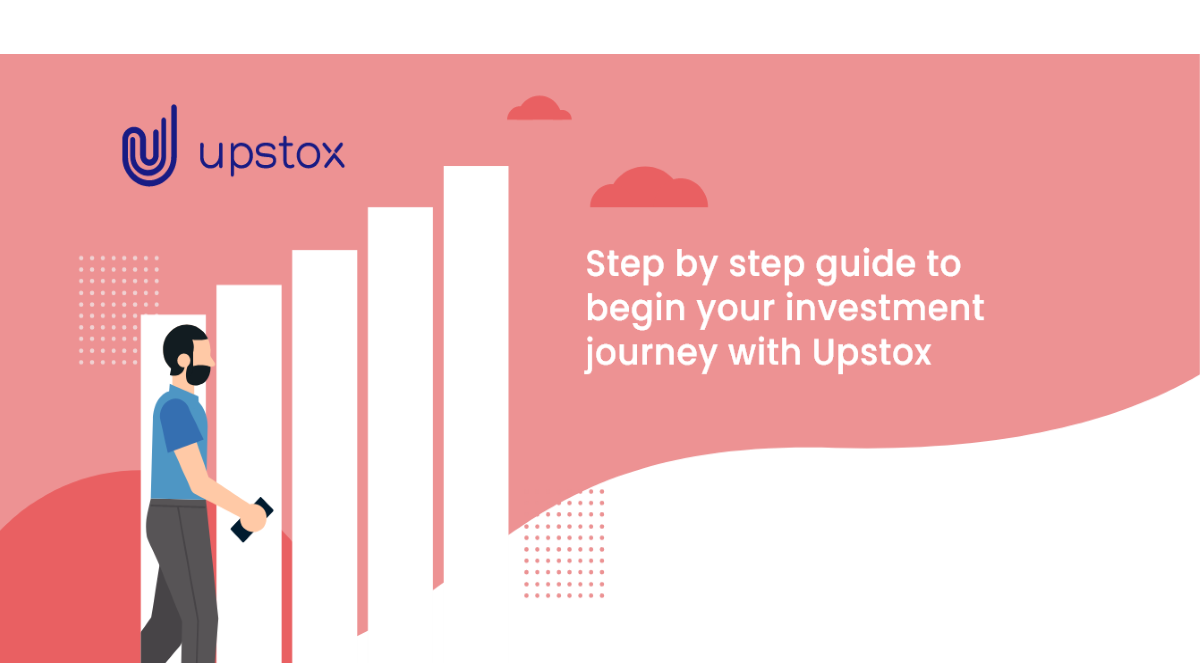 upstox
Step by step guide to
begin your investment
journey with Upstox